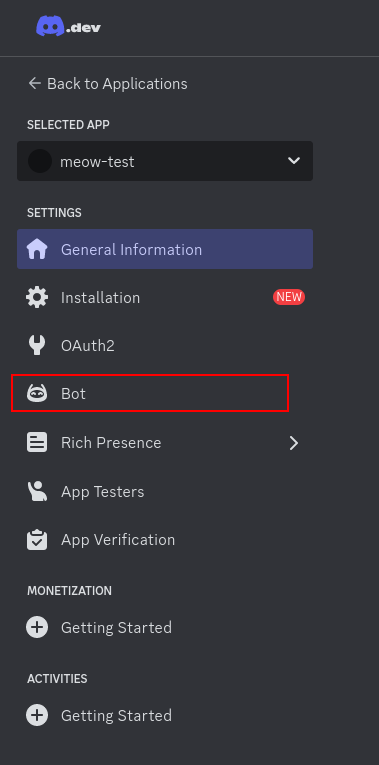 .dev
Back to Applications
SELECTED APP
meow-test
SETTINGS
General Information
Installation NEW
OAuth2
Bot
Rich Presence
App Testers
App Verification
MONETIZATION
Getting Started
ACTIVITIES
Getting Started